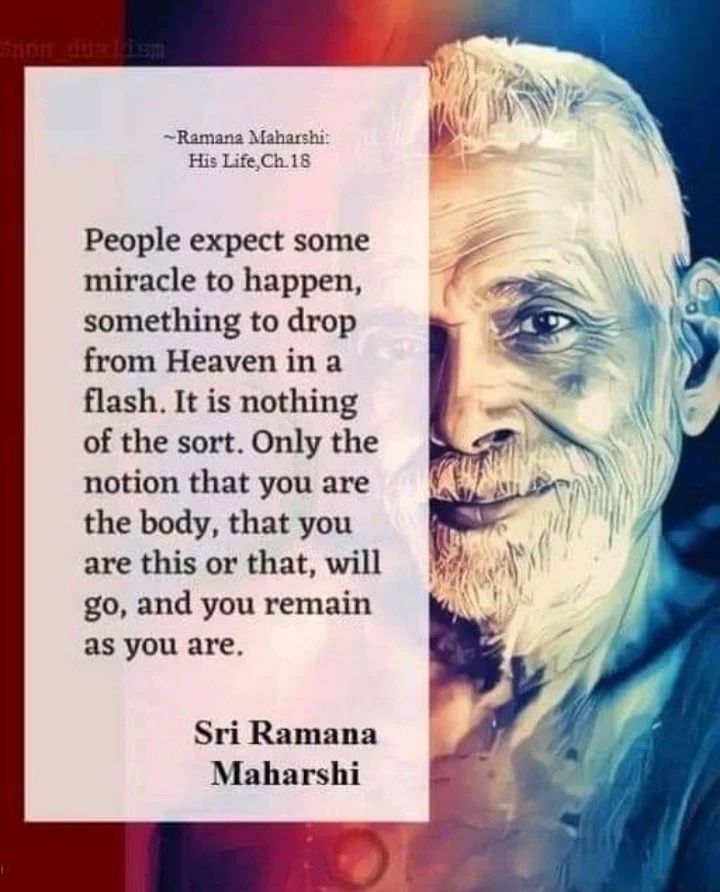 @non_dualism
~Ramana Maharshi:
His Life,Ch.18
People expect some
miracle to happen,
something to drop
from Heaven in a
flash. It is nothing
of the sort. Only the
notion that you are
the body, that you
are this or that, will
go, and you remain
as you are.
Sri Ramana
Maharshi